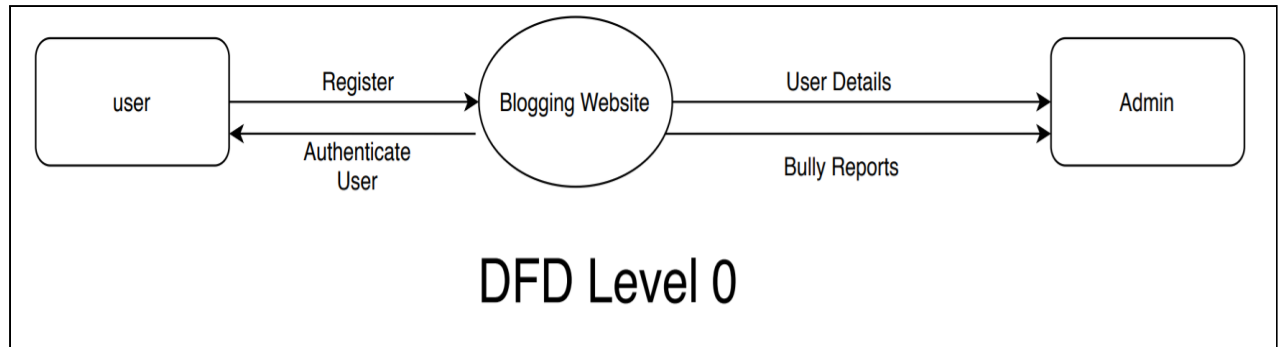 user
Register
Authenticate
User
Blogging Website
User Details
Bully Reports
Admin
DFD Level 0